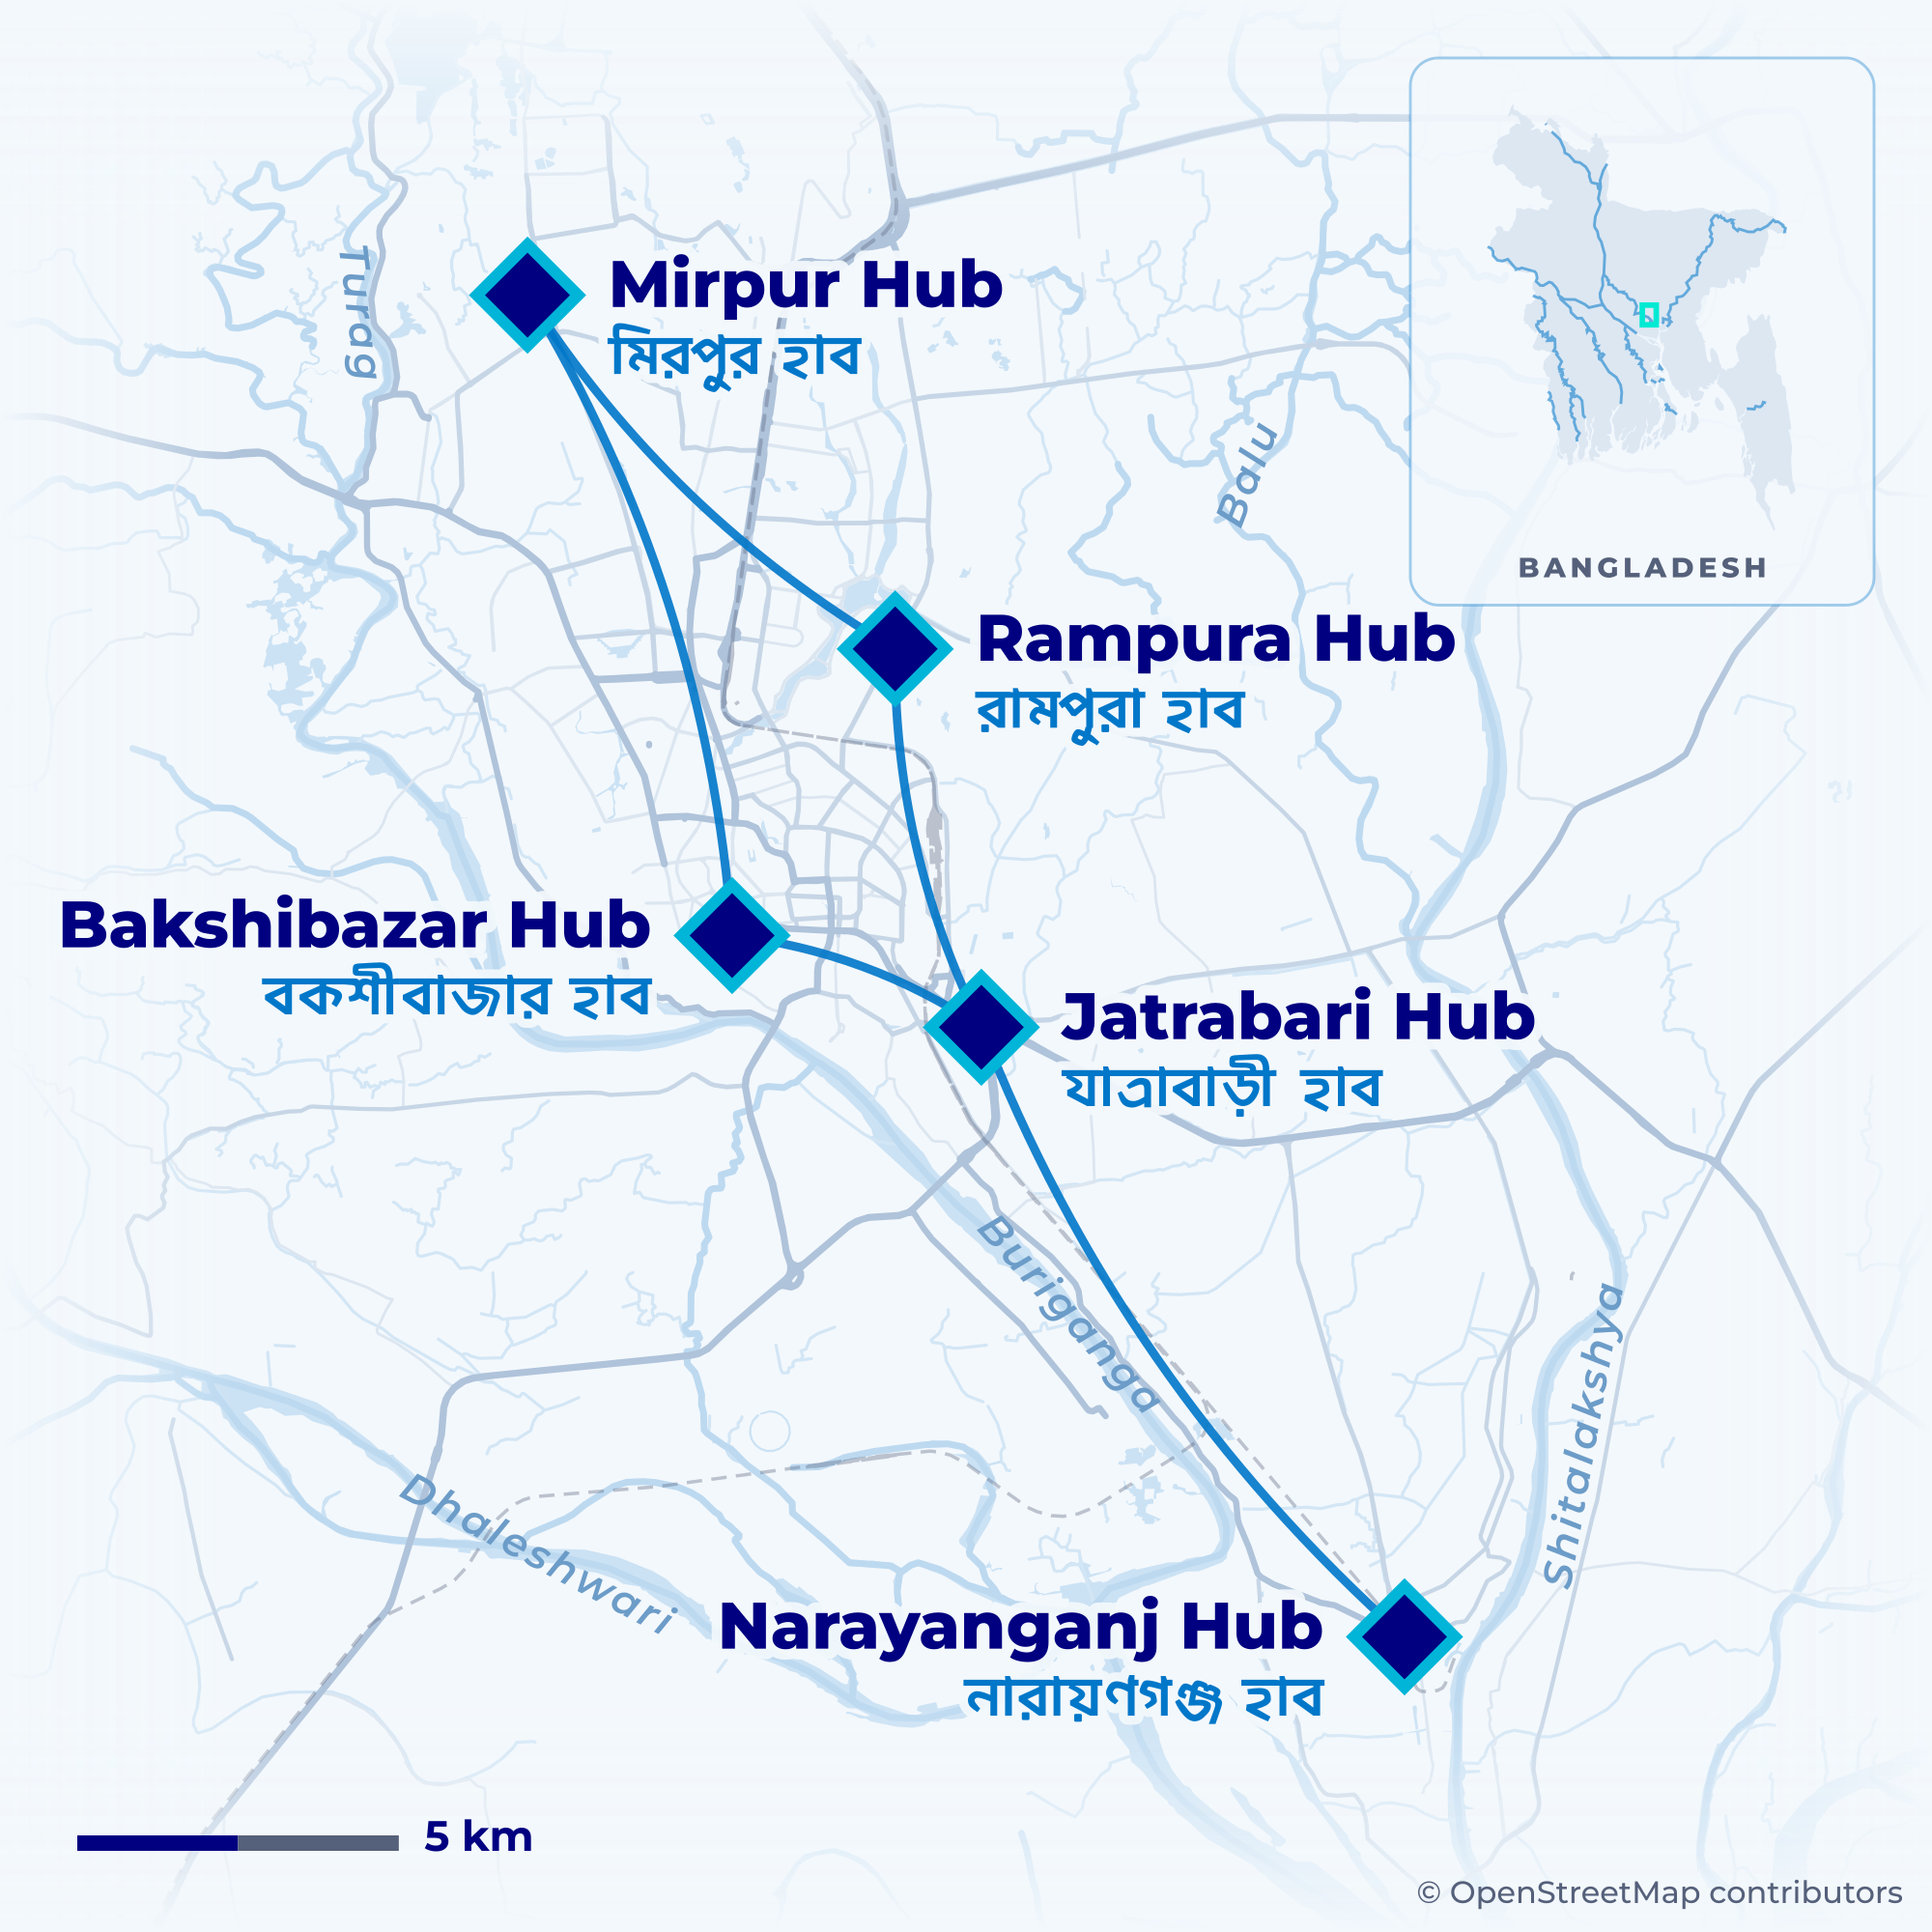 BANGLADESH
Turag
Mirpur Hub
মিরপুর হাব
Balu
Rampura Hub
রামপুরা হাব
Bakshibazar Hub
বকশীবাজার হাব
Jatrabari Hub
যাত্রাবাড়ী হাব
Buriganga
Shitalakshya
Dhaleshwari
Narayanganj Hub
নারায়ণগঞ্জ হাব
5 km
© OpenStreetMap contributors